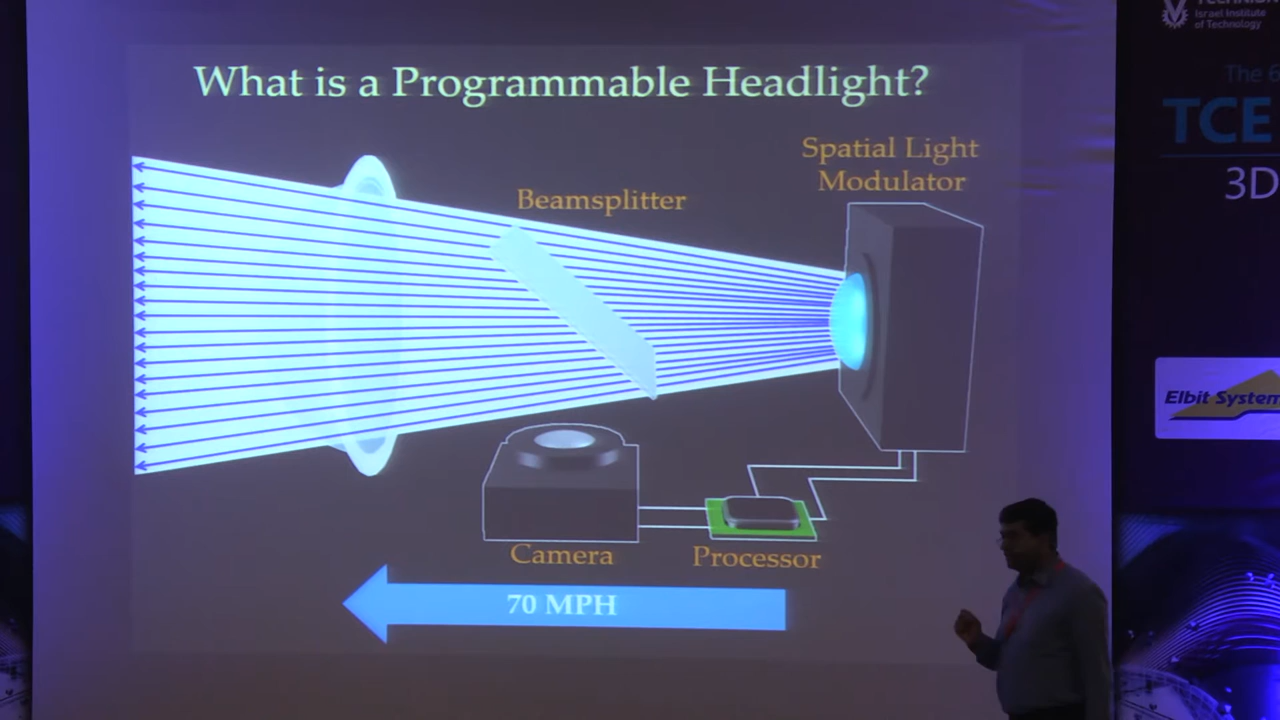 What is a Programmable Headlight?
Spatial Light
Modulator
Beamsplitter
Camera
Processor
70 MPH
Israel Institute
of Technology
The 6
TCE
3D
Elbit System